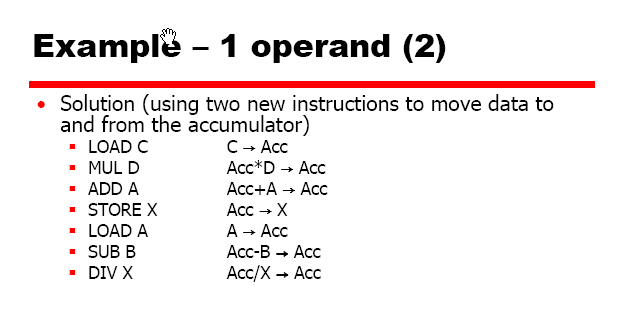 Example – 1 operand (2)
• Solution (using two new instructions to move data to
and from the accumulator)
▪ LOAD C C → Acc
▪ MUL D Acc*D → Acc
▪ ADD A Acc+A → Acc
▪ STORE X Acc → X
▪ LOAD A A → Acc
▪ SUB B Acc-B → Acc
▪ DIV X Acc/X → Acc